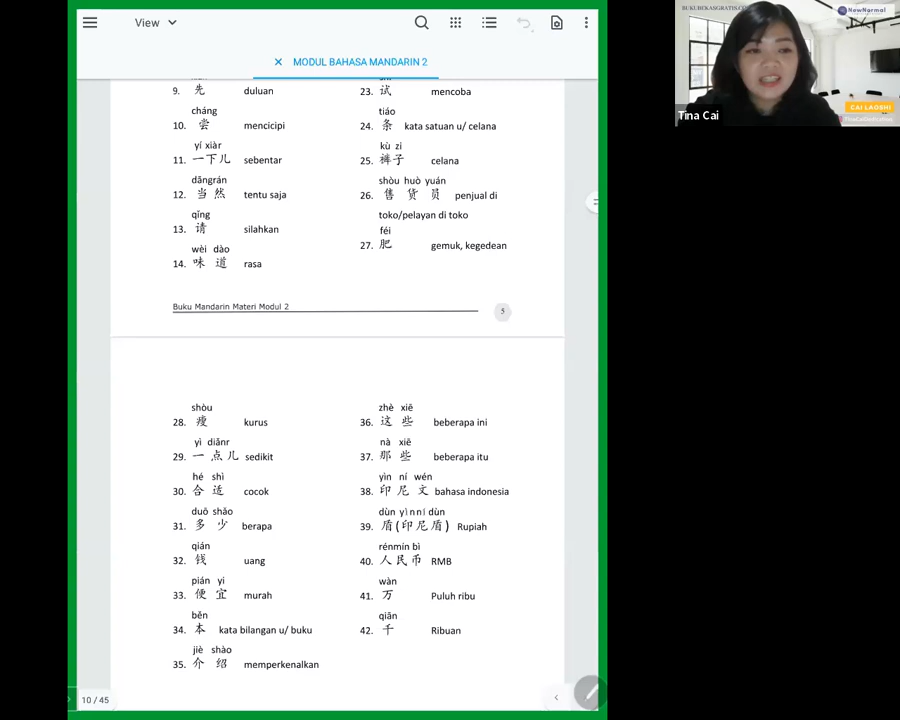 View
MODUL BAHASA MANDARIN 2
9. 先 duluan
cháng
10. 尝 mencicipi
yí xiàr
11. 一下儿 sebentar
dāngrán
12. 当 然 tentu saja
qǐng
13. 请 silahkan
wèi dào
14. 味 道 rasa
23. 试 mencoba
tiáo
24. 条 kata satuan u/ celana
kù zi
25. 裤子 celana
shòu huò yuán
26. 售 货 员 penjual di
toko/pelayan di toko
féi
27. 肥 gemuk, kegedean
Buku Mandarin Materi Modul 2
5
shòu
28. 瘦 kurus
yì diǎnr
29. 一 点 儿 sedikit
hé shì
30. 合 适 cocok
duō shǎo
31. 多 少 berapa
qián
32. 钱 uang
pián yi
33. 便 宜 murah
běn
34. 本 kata bilangan u/ buku
jiè shào
35. 介 绍 memperkenalkan
zhè xiē
36. 这 些 beberapa ini
nà xiē
37. 那 些 beberapa itu
yìn ní wén
38. 印 尼 文 bahasa indonesia
dùn yìnní dùn
39. 盾(印尼盾) Rupiah
rénmín bì
40. 人民币 RMB
wàn
41. 万 Puluh ribu
qiān
42. 千 Ribuan
10 / 45
NewNormal
CAI LAOSHI
Tina Cai